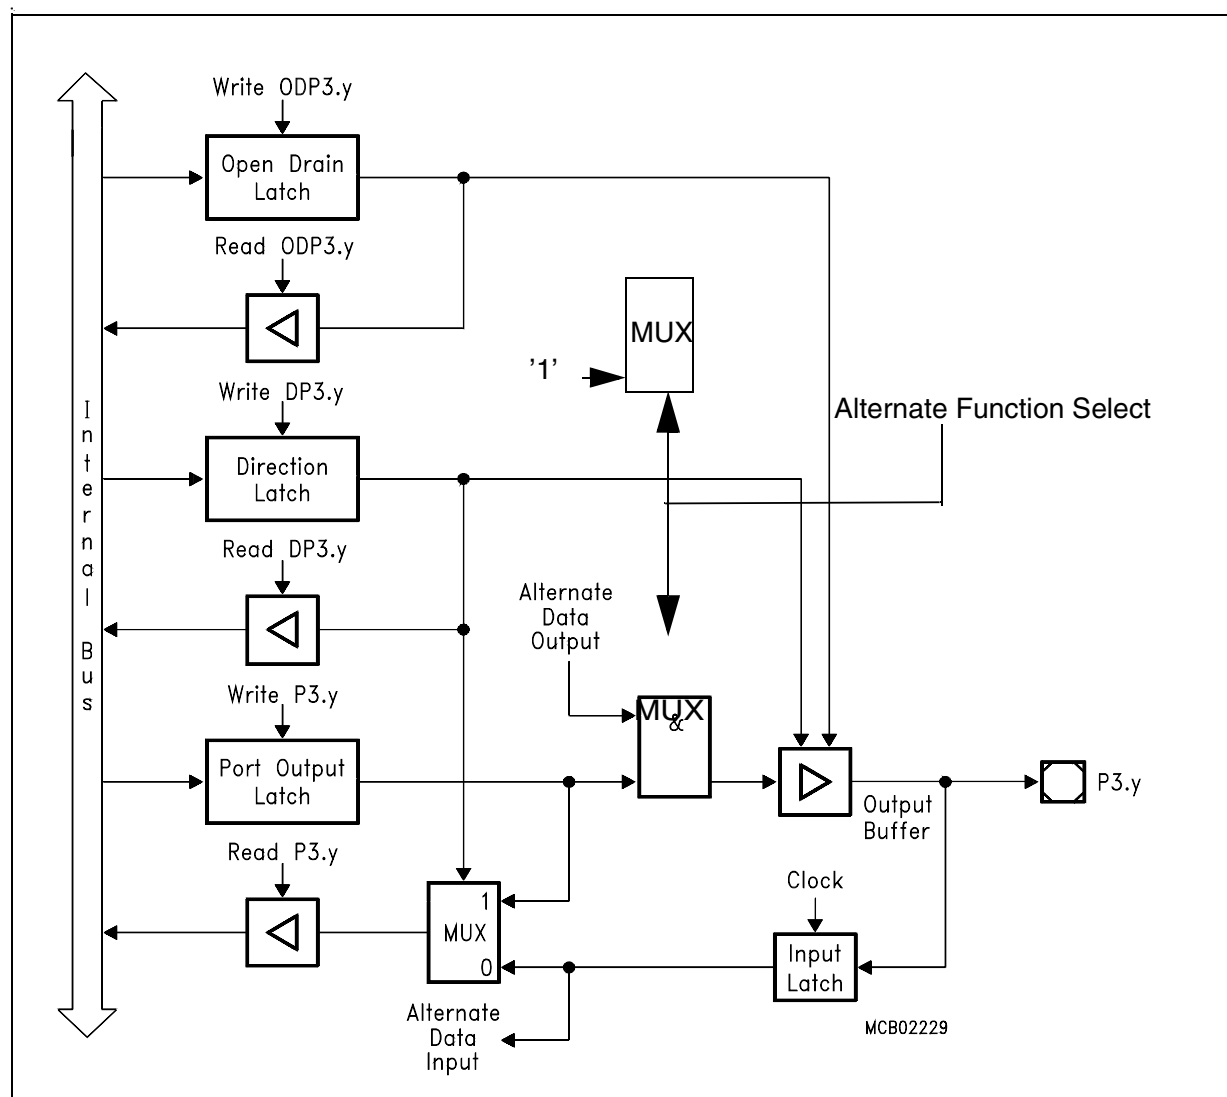 Write ODP3.y
Open Drain
Latch
Read ODP3.y
MUX
'1'
Write DP3.y
Alternate Function Select
Internal Bus
Direction
Latch
Read DP3.y
Alternate
Data
Output
Write P3.y
MUX
&
Port Output
Latch
P3.y
Output
Buffer
Read P3.y
Clock
1
MUX
0
Input
Latch
Alternate
Data
Input
MCB02229